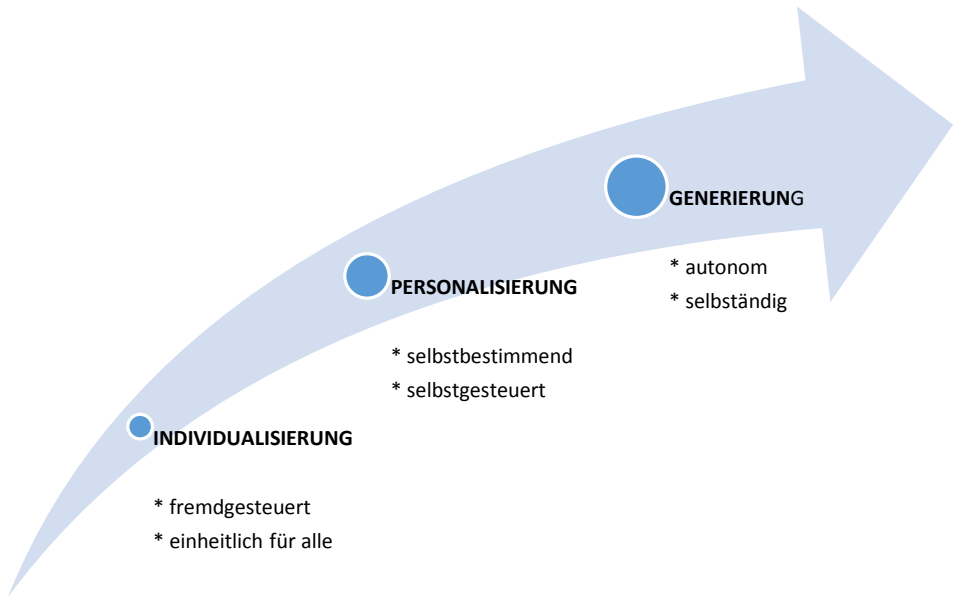 GENERIERUNG
* autonom
* selbständig
PERSONALISIERUNG
* selbstbestimmend
* selbstgesteuert
INDIVIDUALISIERUNG
* fremdgesteuert
* einheitlich für alle